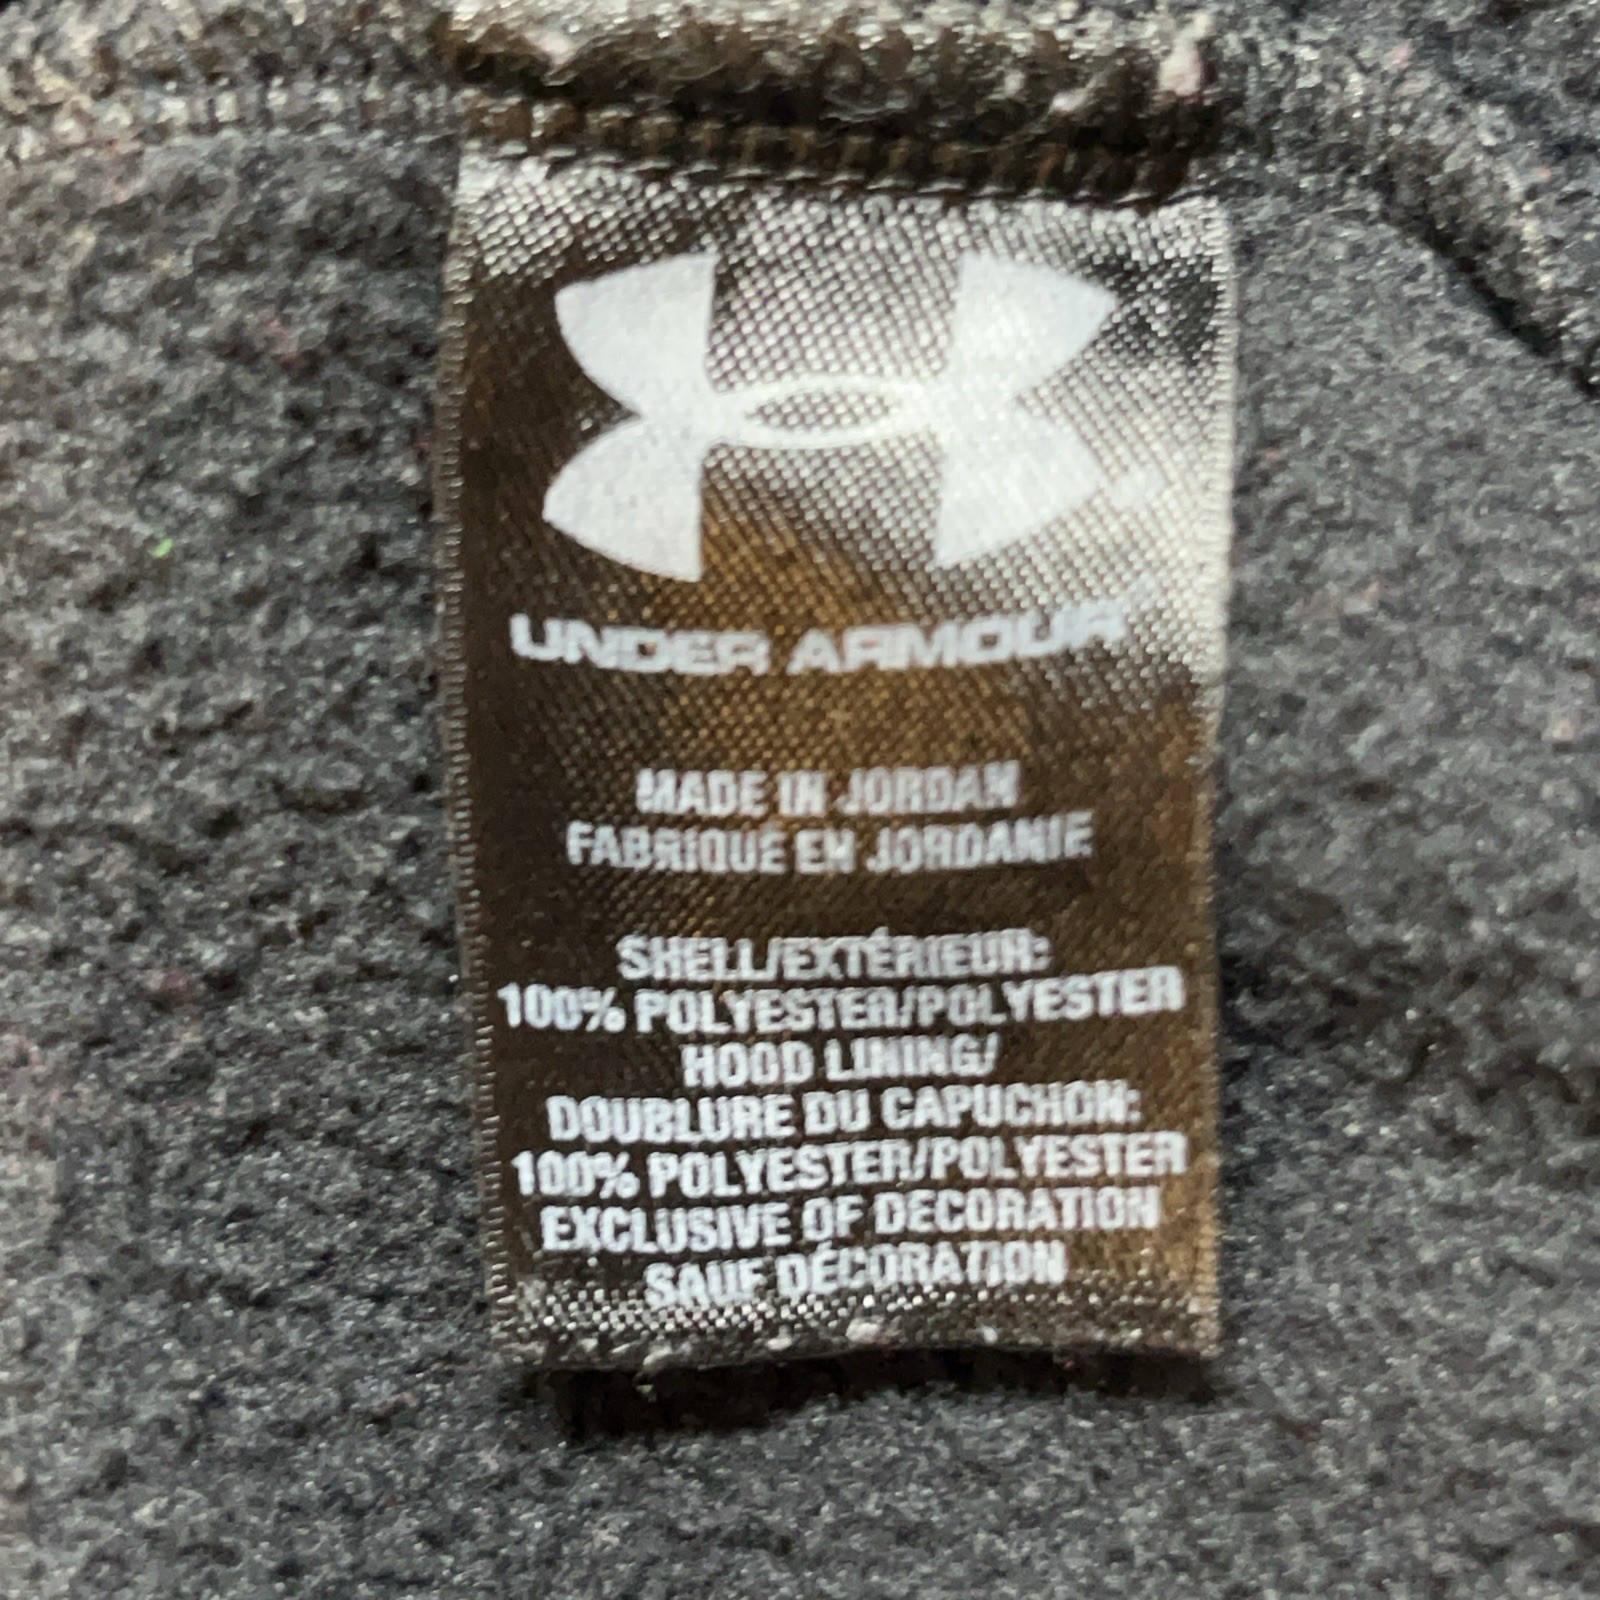 UNDER ARMOUR
MADE IN JORDAN
FABRIQUÉ EN JORDANIE
SHELL/EXTÉRIEUR:
100% POLYESTER/POLYESTER
HOOD LINING/
DOUBLURE DU CAPUCHON:
100% POLYESTER/POLYESTER
EXCLUSIVE OF DECORATION
SAUF DÉCORATION